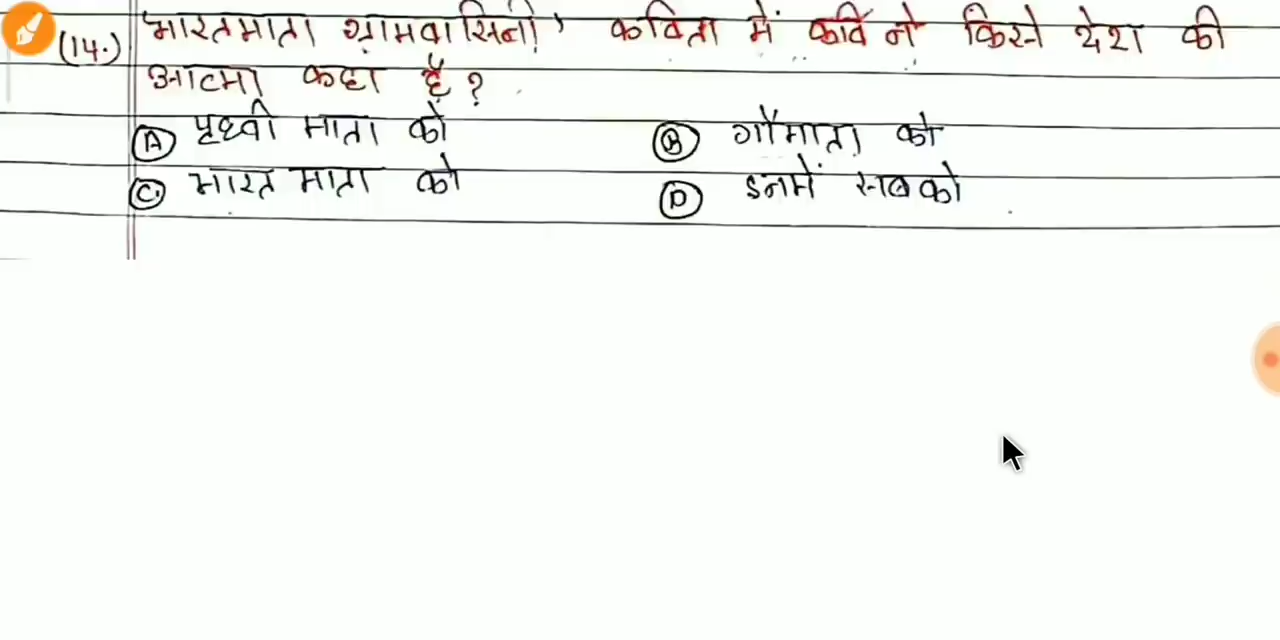 (14.) 'भारतमाता ग्रामवासिनी' कविता में कवि ने किसे देश की
आत्मा कहा है ?
(A) पृथ्वी माता को (B) गौमाता को
(C) भारत माता को (D) इनमें सबको